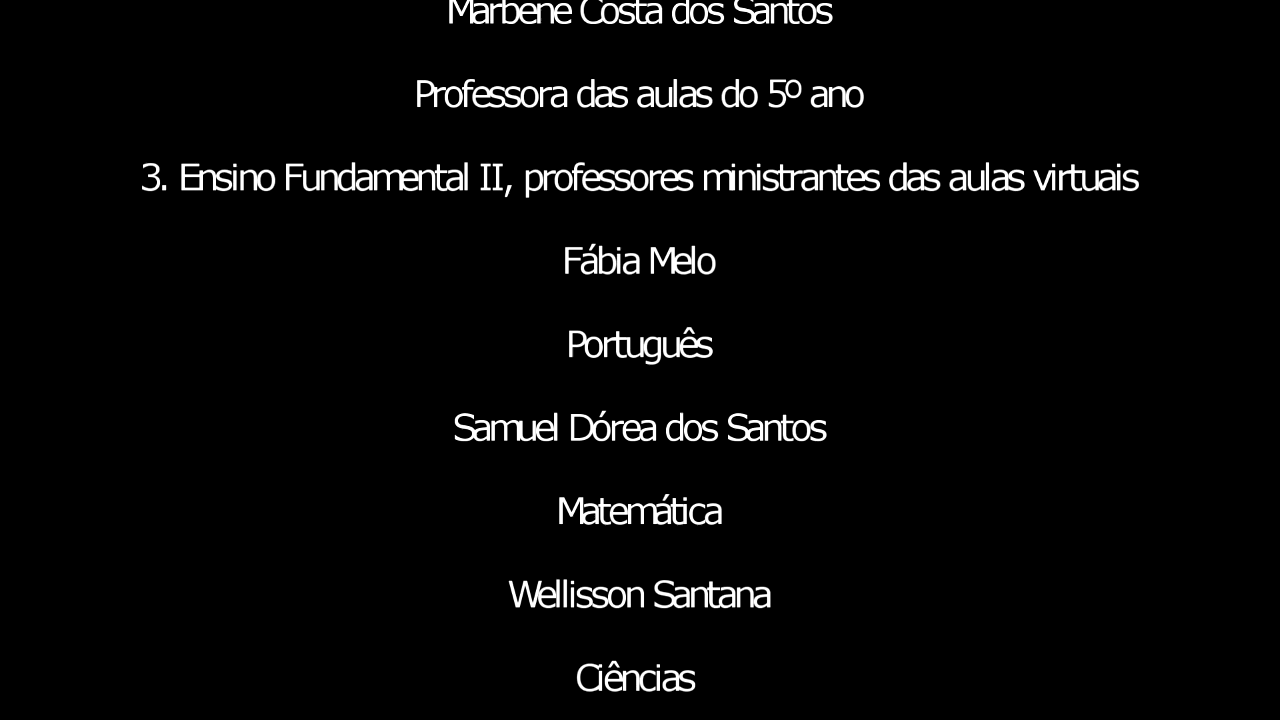 Marbene Costa dos Santos
Professora das aulas do 5º ano
3. Ensino Fundamental II, professores ministrantes das aulas virtuais
Fábia Melo
Português
Samuel Dórea dos Santos
Matemática
Wellisson Santana
Ciências